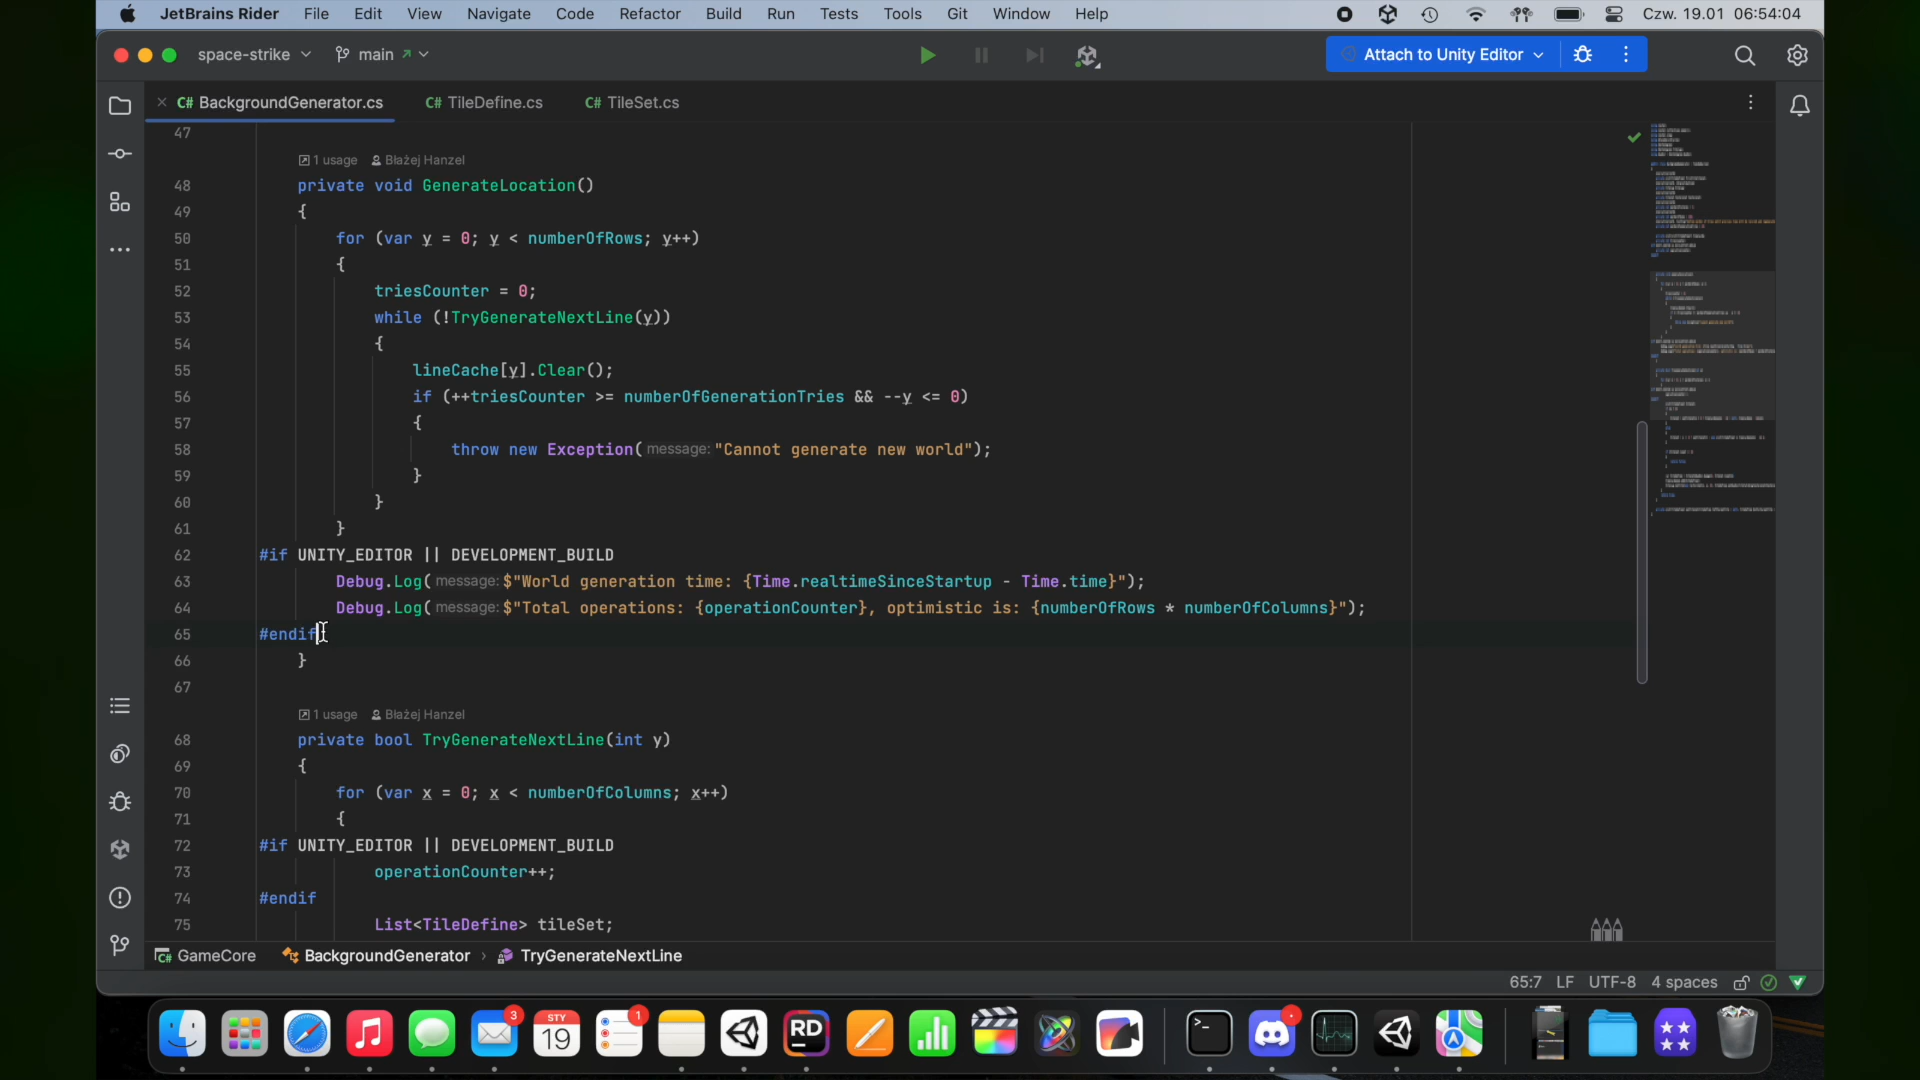 JetBrains Rider File Edit View Navigate Code Refactor Build Run Tests Tools Git Window Help Czw. 19.01 06:54:04
space-strike main Attach to Unity Editor
C# BackgroundGenerator.cs C# TileDefine.cs C# TileSet.cs
47
1 usage Błażej Hanzel
48 private void GenerateLocation()
49 {
50 for (var y = 0; y < numberOfRows; y++)
51 {
52 triesCounter = 0;
53 while (!TryGenerateNextLine(y))
54 {
55 lineCache[y].Clear();
56 if (++triesCounter >= numberOfGenerationTries && --y <= 0)
57 {
58 throw new Exception( message: "Cannot generate new world");
59 }
60 }
61 }
62 #if UNITY_EDITOR || DEVELOPMENT_BUILD
63 Debug.Log( message: $"World generation time: {Time.realtimeSinceStartup - Time.time}");
64 Debug.Log( message: $"Total operations: {operationCounter}, optimistic is: {numberOfRows * numberOfColumns}");
65 #endif
66 }
67
1 usage Błażej Hanzel
68 private bool TryGenerateNextLine(int y)
69 {
70 for (var x = 0; x < numberOfColumns; x++)
71 {
72 #if UNITY_EDITOR || DEVELOPMENT_BUILD
73 operationCounter++;
74 #endif
75 List<TileDefine> tileSet;
C# GameCore BackgroundGenerator › TryGenerateNextLine
65:7 LF UTF-8 4 spaces
3 STY 19 1 RD